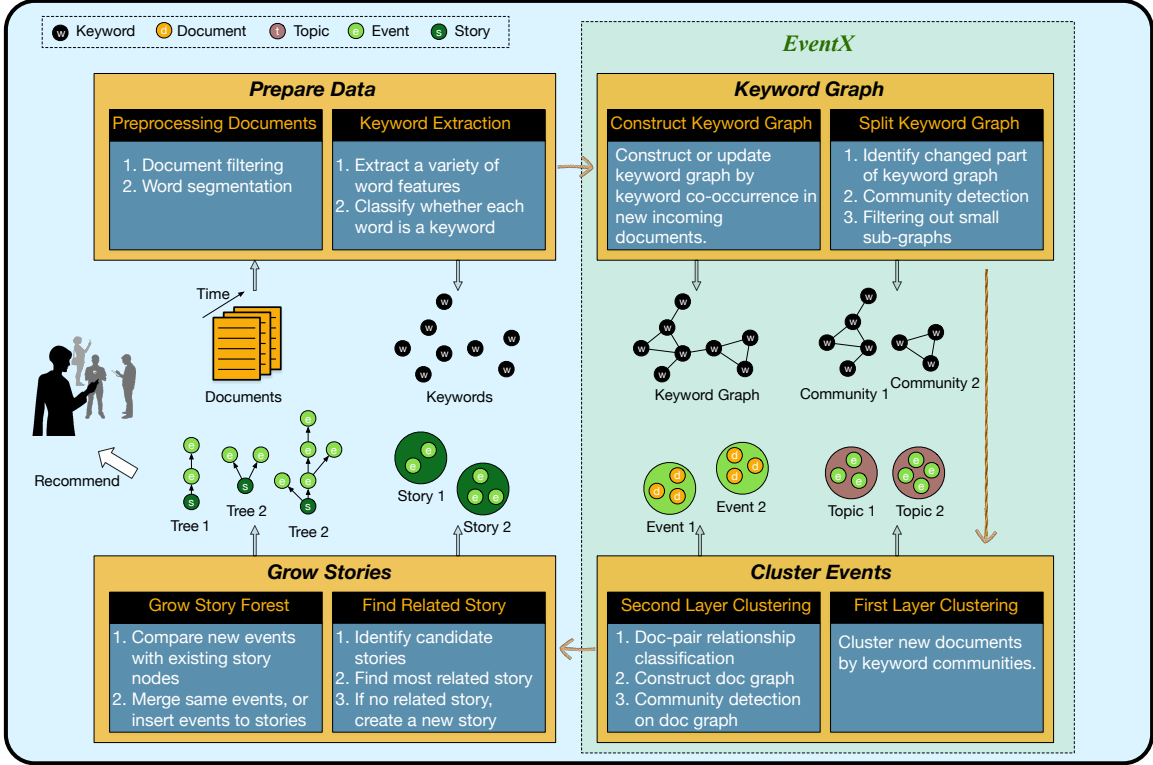 w Keyword d Document t Topic e Event s Story
EventX
Prepare Data
Preprocessing Documents
1. Document filtering
2. Word segmentation
Keyword Extraction
1. Extract a variety of
word features
2. Classify whether each
word is a keyword
Keyword Graph
Construct Keyword Graph
Construct or update
keyword graph by
keyword co-occurrence in
new incoming
documents.
Split Keyword Graph
1. Identify changed part
of keyword graph
2. Community detection
3. Filtering out small
sub-graphs
Time
Documents
w
w
w
w
w
w
w
w
w
Keywords
w
w
w
w
w
w
w
w
Keyword Graph
w
w
w
w
w
Community 1
w
w
w
Community 2
Recommend
e
e
s
Tree 1
e
e
s
Tree 2
e
e
e
e
e
s
Tree 2
e
e
Story 1
e
e
e
Story 2
d
d
d
Event 1
d
d
d
Event 2
e
e
e
Topic 1
e
e
e
e
Topic 2
Grow Stories
Grow Story Forest
1. Compare new events
with existing story
nodes
2. Merge same events, or
insert events to stories
Find Related Story
1. Identify candidate
stories
2. Find most related story
3. If no related story,
create a new story
Cluster Events
Second Layer Clustering
1. Doc-pair relationship
classification
2. Construct doc graph
3. Community detection
on doc graph
First Layer Clustering
Cluster new documents
by keyword communities.